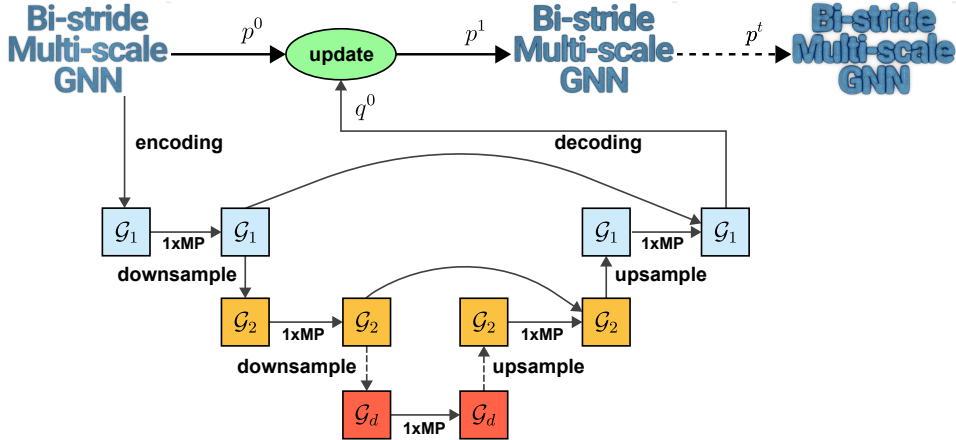 Bi-stride
Multi-scale
GNN
p^0
update
p^1
Bi-stride
Multi-scale
GNN
p^t
Bi-stride
Multi-scale
GNN
encoding
q^0
decoding
𝒢_1
1xMP
𝒢_1
𝒢_1
1xMP
𝒢_1
downsample
upsample
𝒢_2
1xMP
𝒢_2
𝒢_2
1xMP
𝒢_2
downsample
upsample
𝒢_d
1xMP
𝒢_d